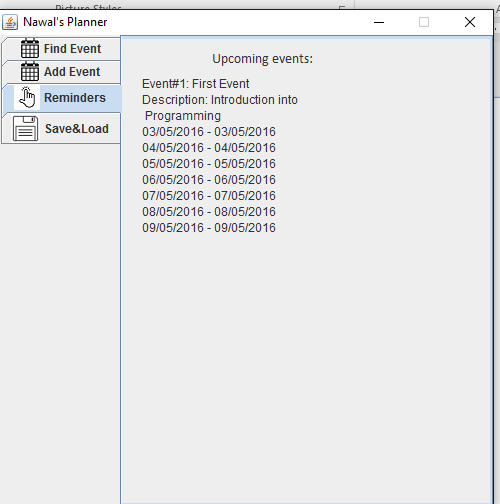 Picture Styles
Nawal's Planner
Find Event
Add Event
Reminders
Save&Load
Upcoming events:
Event#1: First Event
Description: Introduction into
Programming
03/05/2016 - 03/05/2016
04/05/2016 - 04/05/2016
05/05/2016 - 05/05/2016
06/05/2016 - 06/05/2016
07/05/2016 - 07/05/2016
08/05/2016 - 08/05/2016
09/05/2016 - 09/05/2016